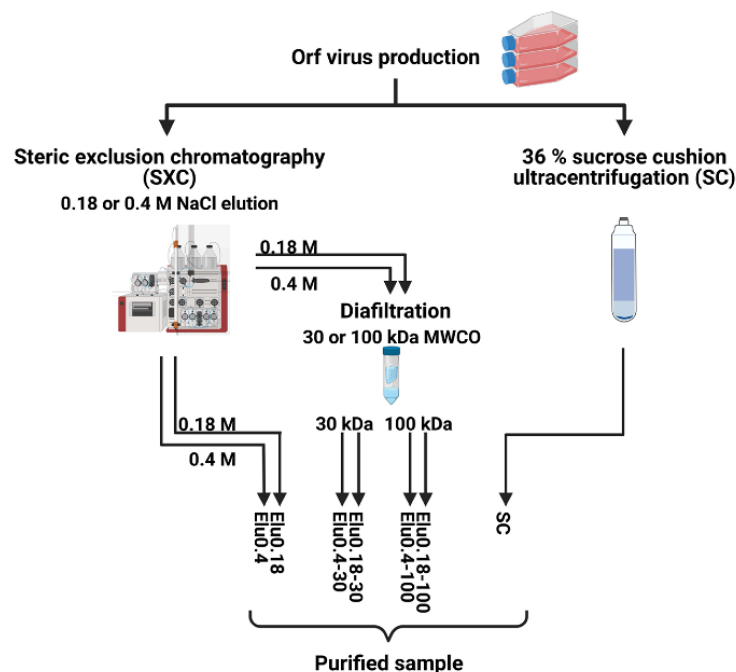 Orf virus production
Steric exclusion chromatography
(SXC)
0.18 or 0.4 M NaCl elution
36 % sucrose cushion
ultracentrifugation (SC)
0.18 M
0.4 M
Diafiltration
30 or 100 kDa MWCO
30 kDa 100 kDa
0.18 M
0.4 M
Elu0.4
Elu0.18
Elu0.4-30
Elu0.18-30
Elu0.4-100
Elu0.18-100
SC
Purified sample